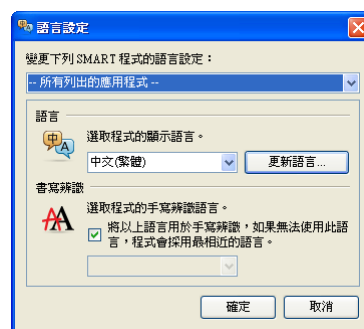 語言設定
變更下列 SMART 程式的語言設定：
-- 所有列出的應用程式 --
語言
選取程式的顯示語言。
中文(繁體)
更新語言...
書寫辨識
選取程式的手寫辨識語言。
將以上語言用於手寫辨識，如果無法使用此語
言，程式會採用最相近的語言。
確定
取消